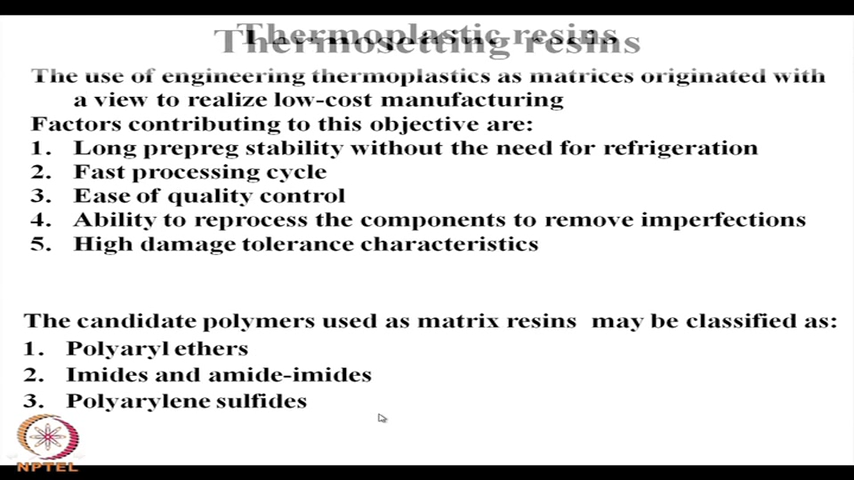 Thermoplastic resins
Thermosetting resins
The use of engineering thermoplastics as matrices originated with
a view to realize low-cost manufacturing
Factors contributing to this objective are:
1. Long prepreg stability without the need for refrigeration
2. Fast processing cycle
3. Ease of quality control
4. Ability to reprocess the components to remove imperfections
5. High damage tolerance characteristics
The candidate polymers used as matrix resins may be classified as:
1. Polyaryl ethers
2. Imides and amide-imides
3. Polyarylene sulfides
NPTEL